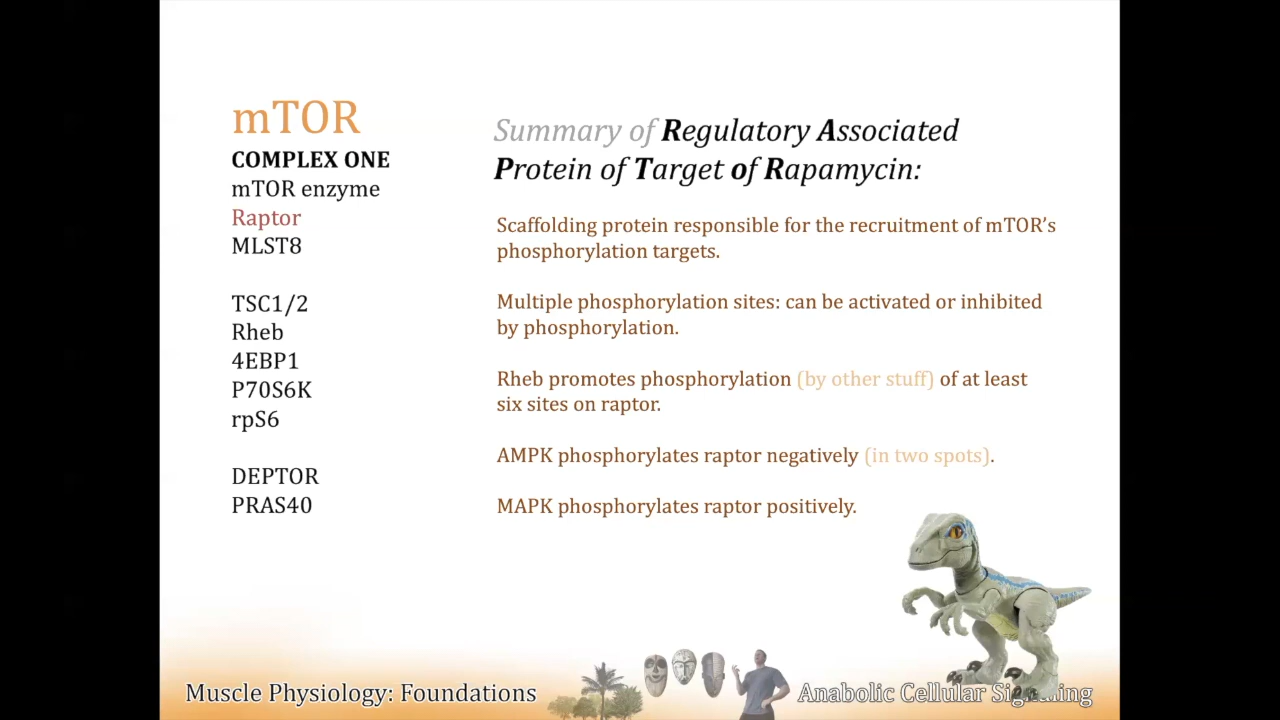 mTOR
COMPLEX ONE
mTOR enzyme
Raptor
MLST8
TSC1/2
Rheb
4EBP1
P70S6K
rpS6
DEPTOR
PRAS40
Summary of Regulatory Associated
Protein of Target of Rapamycin:
Scaffolding protein responsible for the recruitment of mTOR’s
phosphorylation targets.
Multiple phosphorylation sites: can be activated or inhibited
by phosphorylation.
Rheb promotes phosphorylation (by other stuff) of at least
six sites on raptor.
AMPK phosphorylates raptor negatively (in two spots).
MAPK phosphorylates raptor positively.
Muscle Physiology: Foundations
Anabolic Cellular Signaling